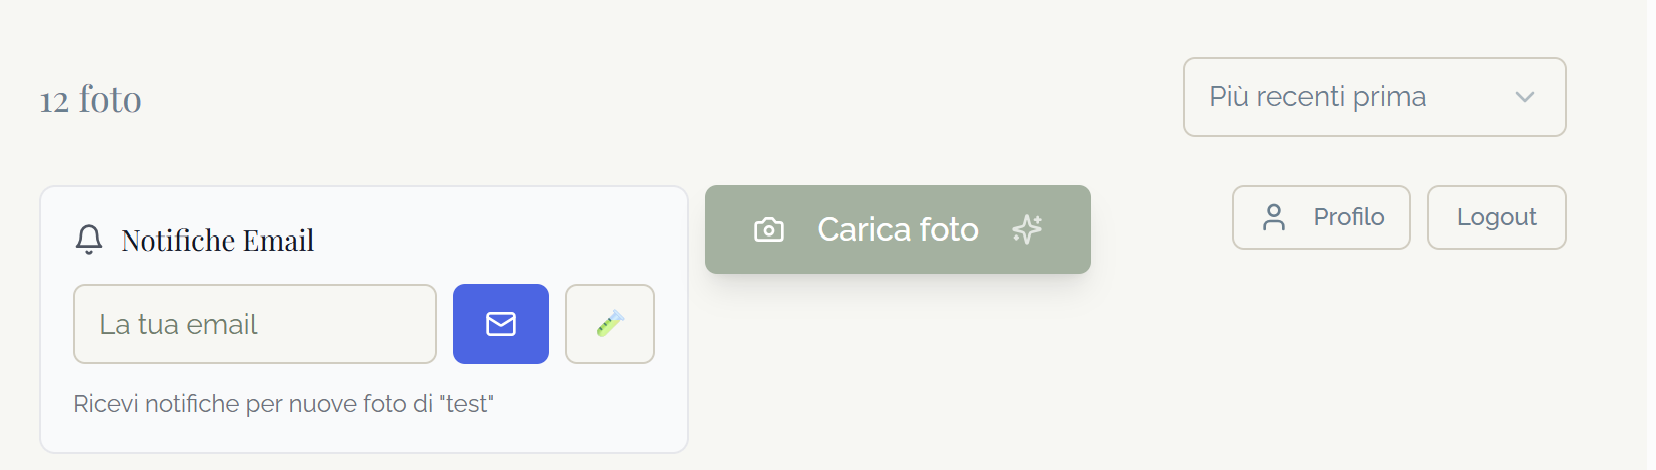 12 foto
Più recenti prima
Notifiche Email
Carica foto
Profilo
Logout
La tua email
Ricevi notifiche per nuove foto di "test"